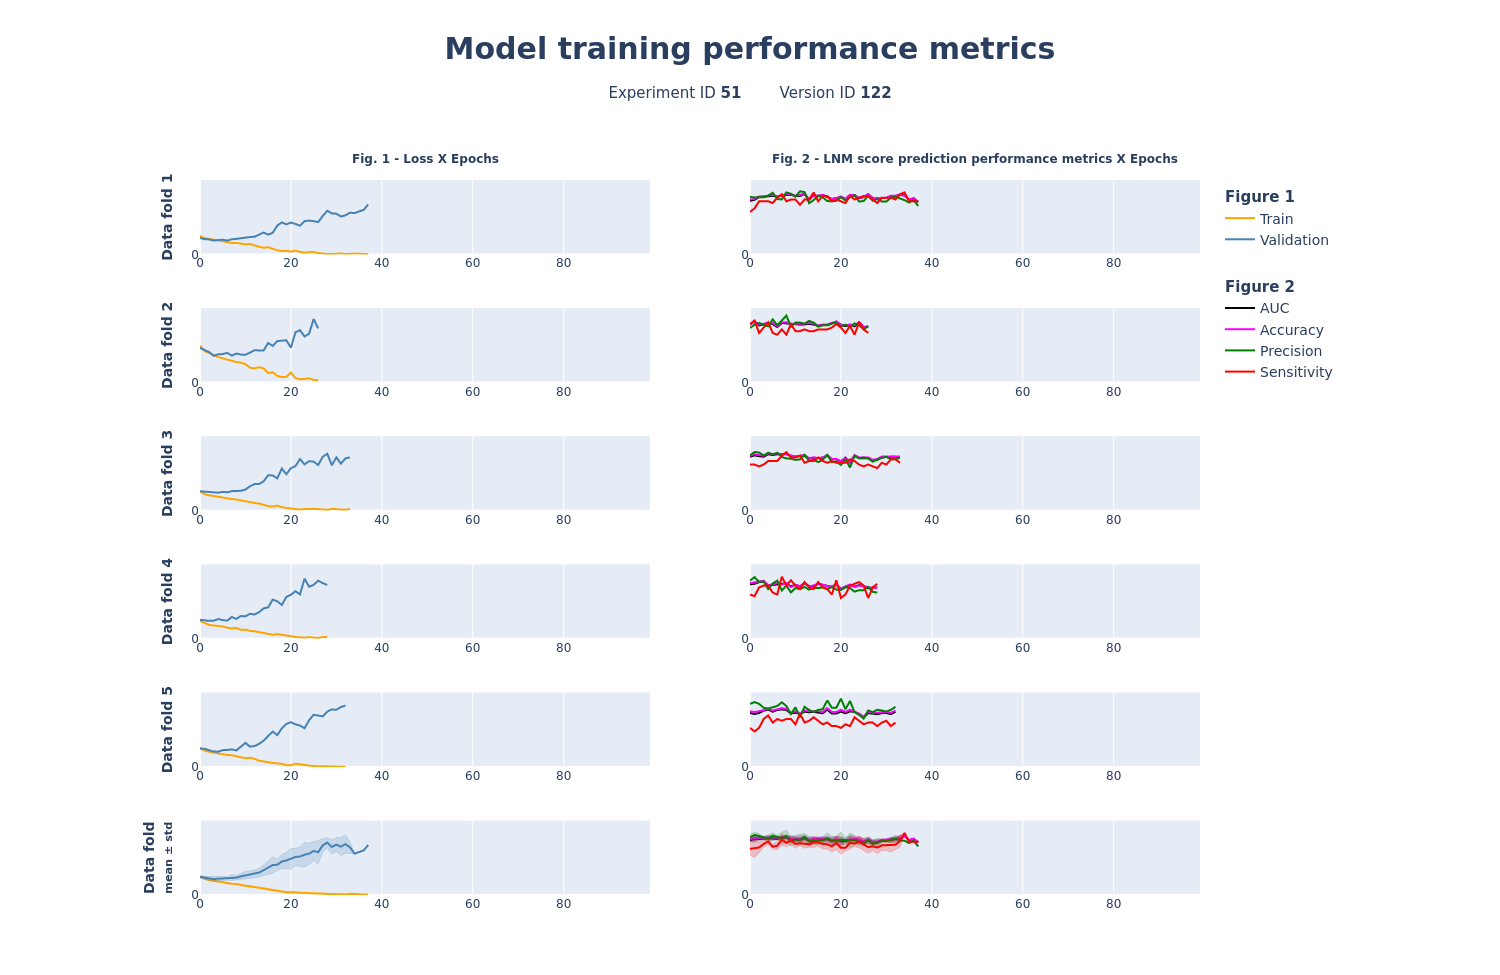 Model training performance metrics
Experiment ID 51 Version ID 122
Fig. 1 - Loss X Epochs
Fig. 2 - LNM score prediction performance metrics X Epochs
Data fold 1
0
0 20 40 60 80
0
0 20 40 60 80
Figure 1
Train
Validation
Figure 2
AUC
Accuracy
Precision
Sensitivity
Data fold 2
0
0 20 40 60 80
0
0 20 40 60 80
Data fold 3
0
0 20 40 60 80
0
0 20 40 60 80
Data fold 4
0
0 20 40 60 80
0
0 20 40 60 80
Data fold 5
0
0 20 40 60 80
0
0 20 40 60 80
Data fold
mean ± std
0
0 20 40 60 80
0
0 20 40 60 80